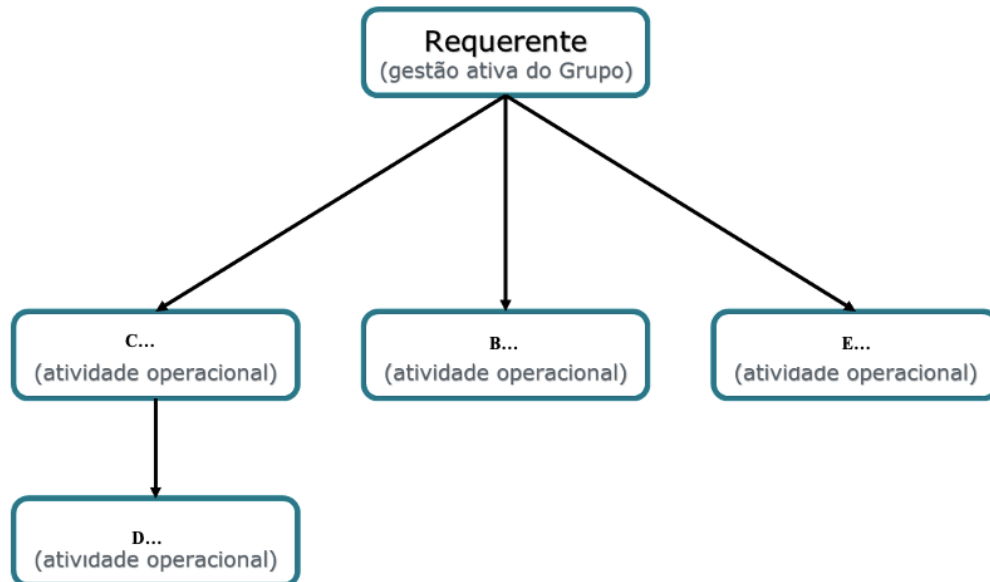 Requerente
(gestão ativa do Grupo)
C...
(atividade operacional)
B...
(atividade operacional)
E...
(atividade operacional)
D...
(atividade operacional)